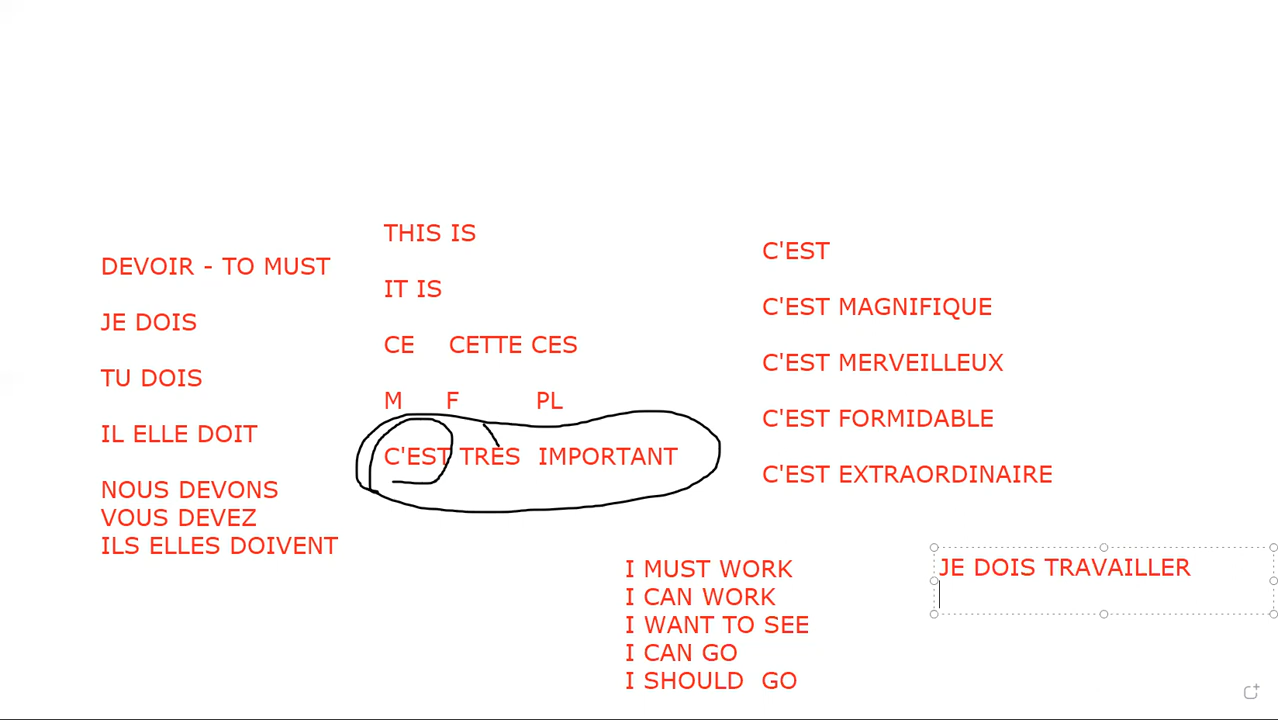 DEVOIR - TO MUST
JE DOIS
TU DOIS
IL ELLE DOIT
NOUS DEVONS
VOUS DEVEZ
ILS ELLES DOIVENT
THIS IS
IT IS
CE CETTE CES
M F PL
C'EST TRES IMPORTANT
C'EST
C'EST MAGNIFIQUE
C'EST MERVEILLEUX
C'EST FORMIDABLE
C'EST EXTRAORDINAIRE
I MUST WORK
I CAN WORK
I WANT TO SEE
I CAN GO
I SHOULD GO
JE DOIS TRAVAILLER